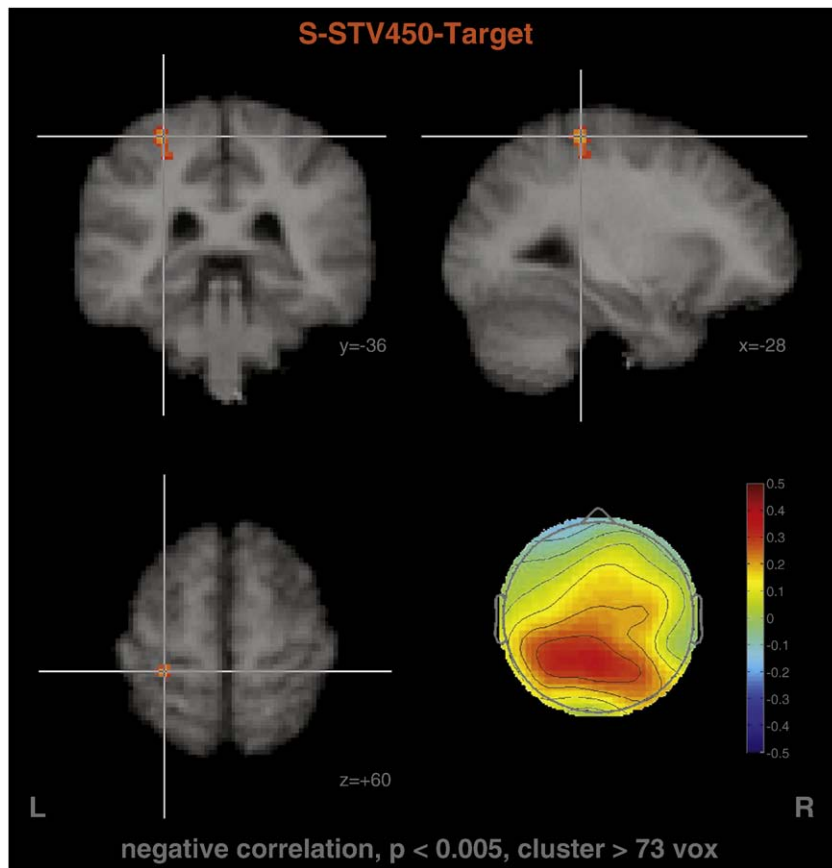 S-STV450-Target
y=-36
x=-28
z=+60
0.5
0.4
0.3
0.2
0.1
0
-0.1
-0.2
-0.3
-0.4
-0.5
L
R
negative correlation, p < 0.005, cluster > 73 vox